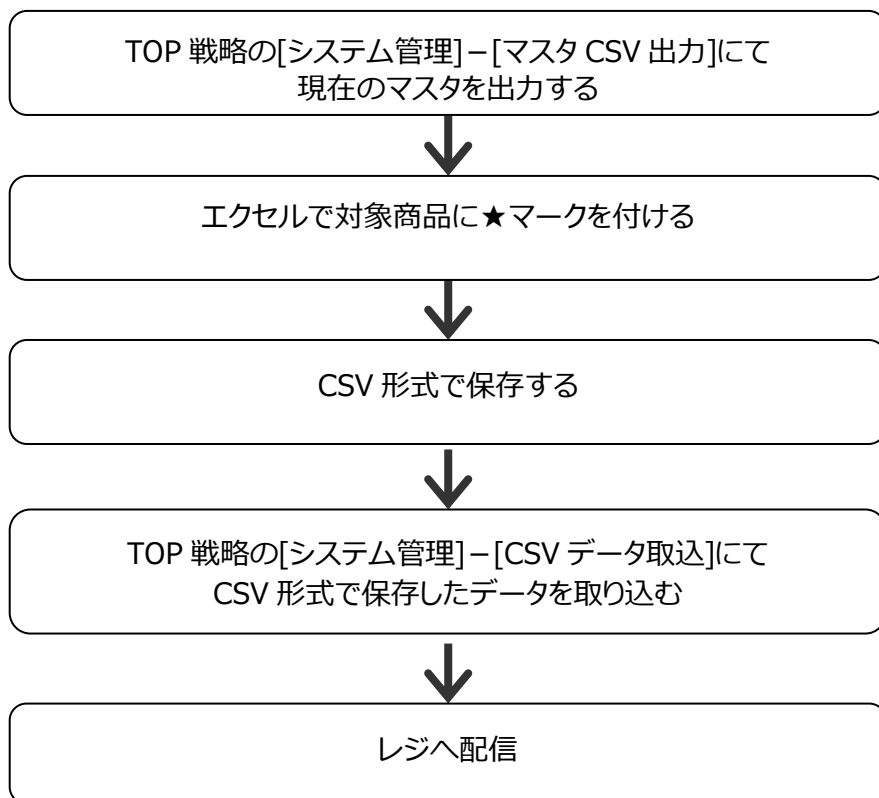 TOP 戦略の[システム管理]－[マスタ CSV 出力]にて
現在のマスタを出力する
エクセルで対象商品に★マークを付ける
CSV 形式で保存する
TOP 戦略の[システム管理]－[CSV データ取込]にて
CSV 形式で保存したデータを取り込む
レジへ配信